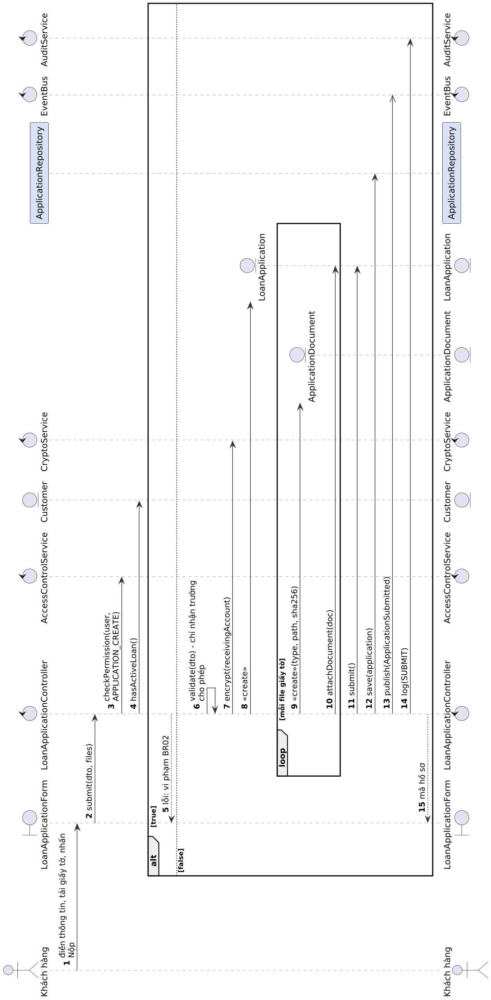 Khách hàng
LoanApplicationForm
LoanApplicationController
AccessControlService
Customer
CryptoService
ApplicationRepository
EventBus
AuditService
1 điền thông tin, tải giấy tờ, nhấn
Nộp
2 submit(dto, files)
3 checkPermission(user,
APPLICATION_CREATE)
4 hasActiveLoan()
alt
[true]
5 lỗi: vi phạm BR02
[false]
6 validate(dto) - chỉ nhận trường
cho phép
7 encrypt(receivingAccount)
8 «create»
LoanApplication
loop
[mỗi file giấy tờ]
9 «create»(type, path, sha256)
ApplicationDocument
10 attachDocument(doc)
11 submit()
12 save(application)
13 publish(ApplicationSubmitted)
14 log(SUBMIT)
15 mã hồ sơ
Khách hàng
LoanApplicationForm
LoanApplicationController
AccessControlService
Customer
CryptoService
ApplicationDocument
LoanApplication
ApplicationRepository
EventBus
AuditService